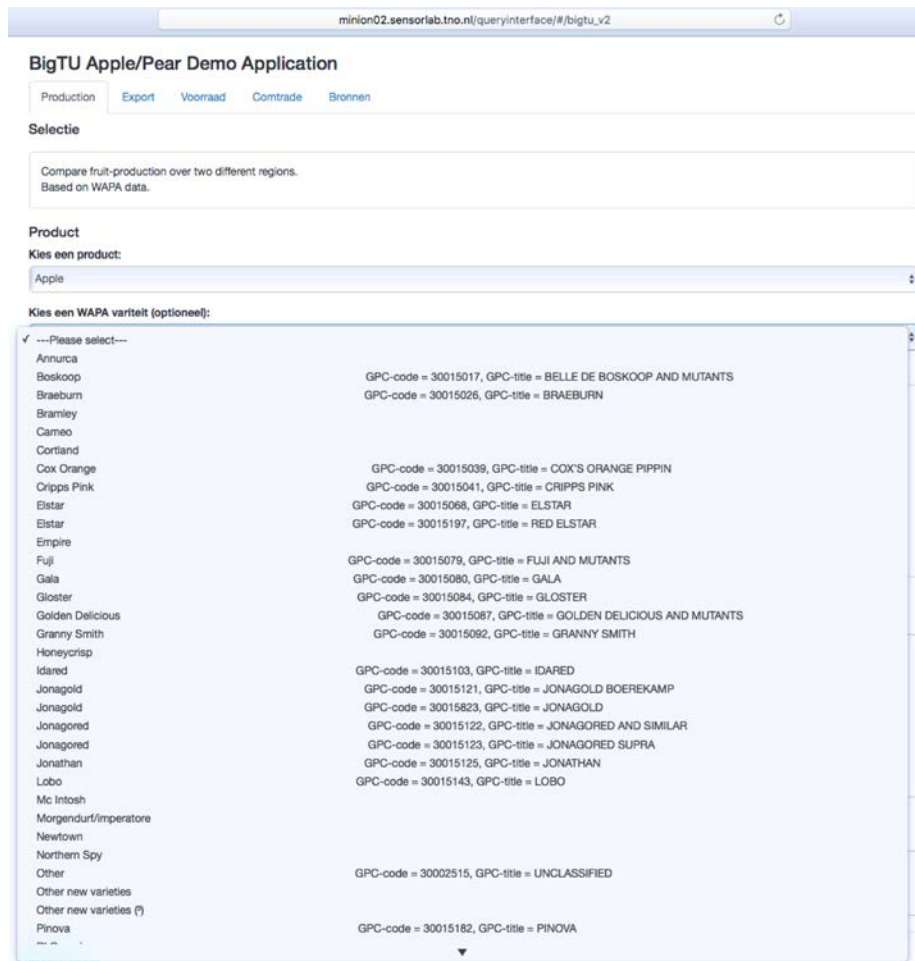 minion02.sensorlab.tno.nl/queryinterface/#/bigtu_v2
BigTU Apple/Pear Demo Application
Production Export Voorraad Comtrade Bronnen
Selectie
Compare fruit-production over two different regions.
Based on WAPA data.
Product
Kies een product:
Apple
Kies een WAPA variteit (optioneel):
✓ ---Please select---
Annurca
Boskoop GPC-code = 30015017, GPC-title = BELLE DE BOSKOOP AND MUTANTS
Braeburn GPC-code = 30015026, GPC-title = BRAEBURN
Bramley
Cameo
Cortland
Cox Orange GPC-code = 30015039, GPC-title = COX'S ORANGE PIPPIN
Cripps Pink GPC-code = 30015041, GPC-title = CRIPPS PINK
Elstar GPC-code = 30015068, GPC-title = ELSTAR
Elstar GPC-code = 30015197, GPC-title = RED ELSTAR
Empire
Fuji GPC-code = 30015079, GPC-title = FUJI AND MUTANTS
Gala GPC-code = 30015080, GPC-title = GALA
Gloster GPC-code = 30015084, GPC-title = GLOSTER
Golden Delicious GPC-code = 30015087, GPC-title = GOLDEN DELICIOUS AND MUTANTS
Granny Smith GPC-code = 30015092, GPC-title = GRANNY SMITH
Honeycrisp
Idared GPC-code = 30015103, GPC-title = IDARED
Jonagold GPC-code = 30015121, GPC-title = JONAGOLD BOEREKAMP
Jonagold GPC-code = 30015823, GPC-title = JONAGOLD
Jonagored GPC-code = 30015122, GPC-title = JONAGORED AND SIMILAR
Jonagored GPC-code = 30015123, GPC-title = JONAGORED SUPRA
Jonathan GPC-code = 30015125, GPC-title = JONATHAN
Lobo GPC-code = 30015143, GPC-title = LOBO
Mc Intosh
Morgendurf/imperatore
Newtown
Northern Spy
Other GPC-code = 30002515, GPC-title = UNCLASSIFIED
Other new varieties
Other new varieties (³)
Pinova GPC-code = 30015182, GPC-title = PINOVA